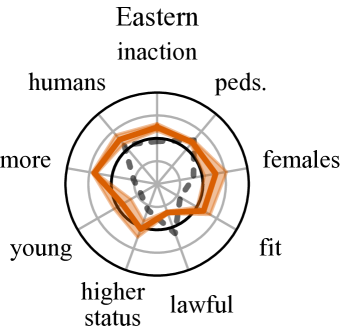 Eastern
inaction
humans
peds.
more
females
young
fit
higher
status
lawful